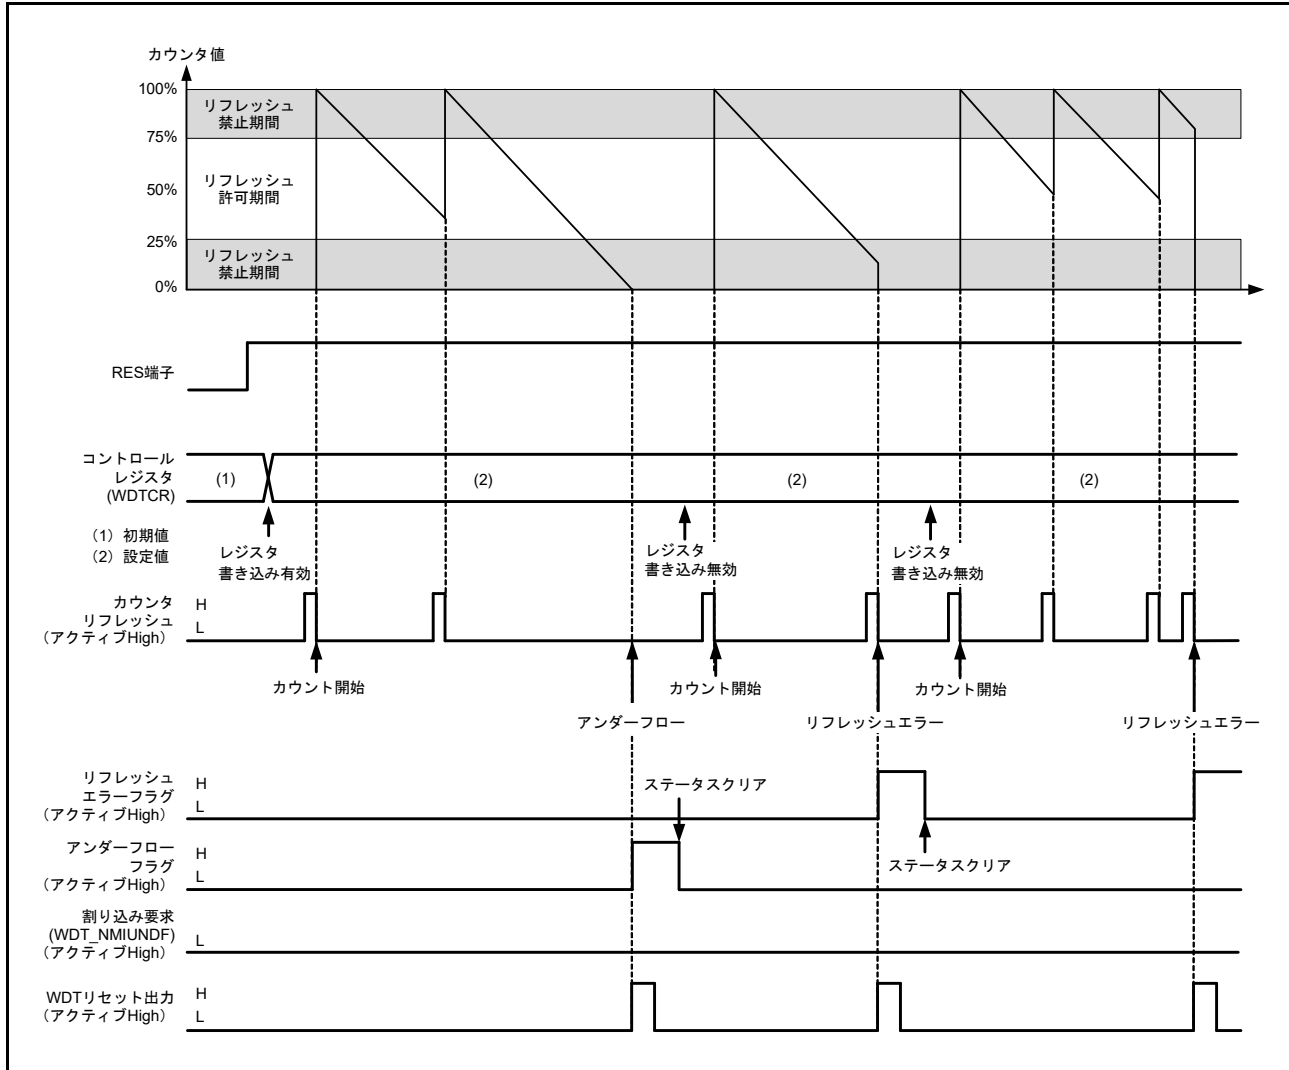 カウンタ値
100%
リフレッシュ
禁止期間
75%
50%
リフレッシュ
許可期間
25%
リフレッシュ
禁止期間
0%
RES端子
コントロール
レジスタ
(WDTCR)
(1)
(2)
(2)
(2)
(1) 初期値
(2) 設定値
レジスタ
書き込み有効
レジスタ
書き込み無効
レジスタ
書き込み無効
カウンタ
リフレッシュ
(アクティブHigh)
H
L
カウント開始
カウント開始
カウント開始
アンダーフロー
リフレッシュエラー
リフレッシュエラー
リフレッシュ
エラーフラグ
(アクティブHigh)
H
L
ステータスクリア
ステータスクリア
アンダーフロー
フラグ
(アクティブHigh)
H
L
割り込み要求
(WDT_NMIUNDF)
(アクティブHigh)
L
WDTリセット出力
(アクティブHigh)
H
L